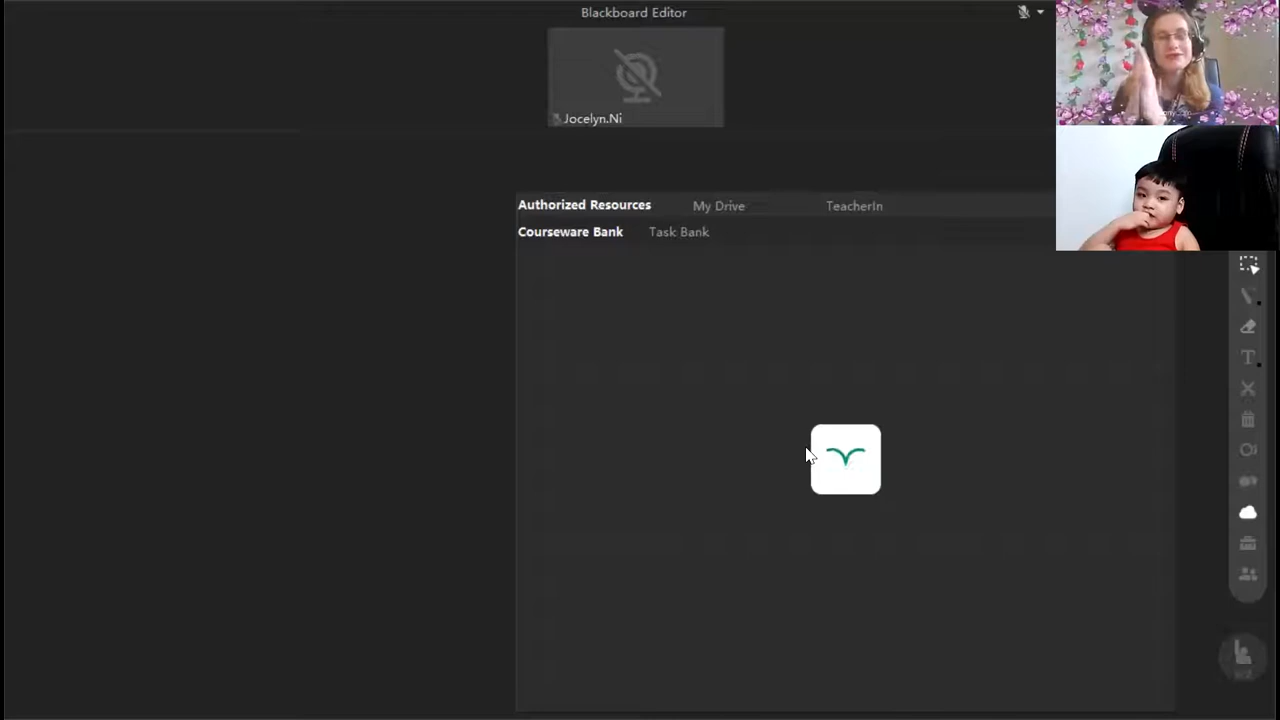 Blackboard Editor
Jocelyn.Ni
Authorized Resources My Drive TeacherIn
Courseware Bank Task Bank